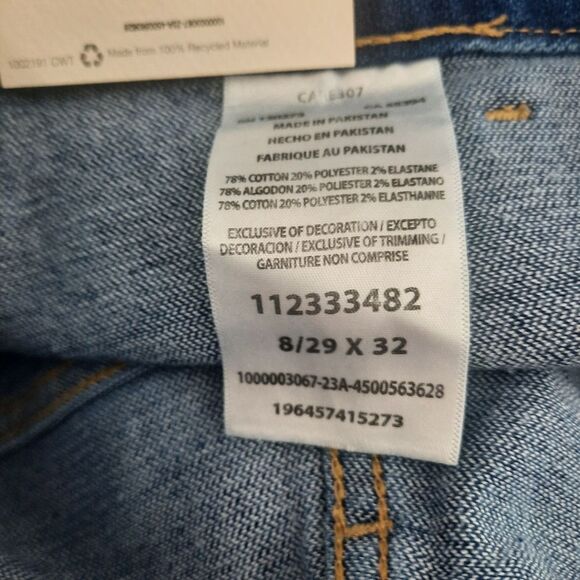 1002191 CWT Made from 100% Recycled Material
MADE IN PAKISTAN
HECHO EN PAKISTAN
FABRIQUE AU PAKISTAN
78% COTTON 20% POLYESTER 2% ELASTANE
78% ALGODON 20% POLIESTER 2% ELASTANO
78% COTON 20% POLYESTER 2% ELASTHANNE
EXCLUSIVE OF DECORATION / EXCEPTO
DECORACION / EXCLUSIVE OF TRIMMING /
GARNITURE NON COMPRISE
112333482
8/29 X 32
1000003067-23A-4500563628
196457415273